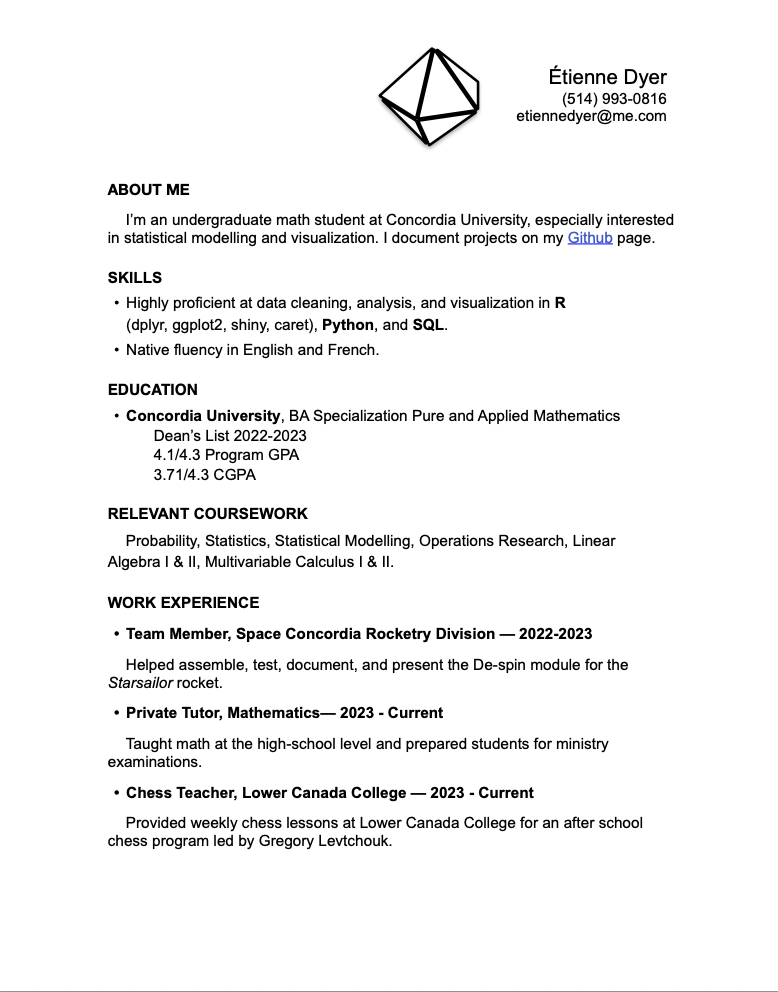 Étienne Dyer
(514) 993-0816
etiennedyer@me.com
ABOUT ME
I’m an undergraduate math student at Concordia University, especially interested
in statistical modelling and visualization. I document projects on my Github page.
SKILLS
• Highly proficient at data cleaning, analysis, and visualization in R
(dplyr, ggplot2, shiny, caret), Python, and SQL.
• Native fluency in English and French.
EDUCATION
• Concordia University, BA Specialization Pure and Applied Mathematics
Dean’s List 2022-2023
4.1/4.3 Program GPA
3.71/4.3 CGPA
RELEVANT COURSEWORK
Probability, Statistics, Statistical Modelling, Operations Research, Linear
Algebra I & II, Multivariable Calculus I & II.
WORK EXPERIENCE
• Team Member, Space Concordia Rocketry Division — 2022-2023
Helped assemble, test, document, and present the De-spin module for the
Starsailor rocket.
• Private Tutor, Mathematics— 2023 - Current
Taught math at the high-school level and prepared students for ministry
examinations.
• Chess Teacher, Lower Canada College — 2023 - Current
Provided weekly chess lessons at Lower Canada College for an after school
chess program led by Gregory Levtchouk.